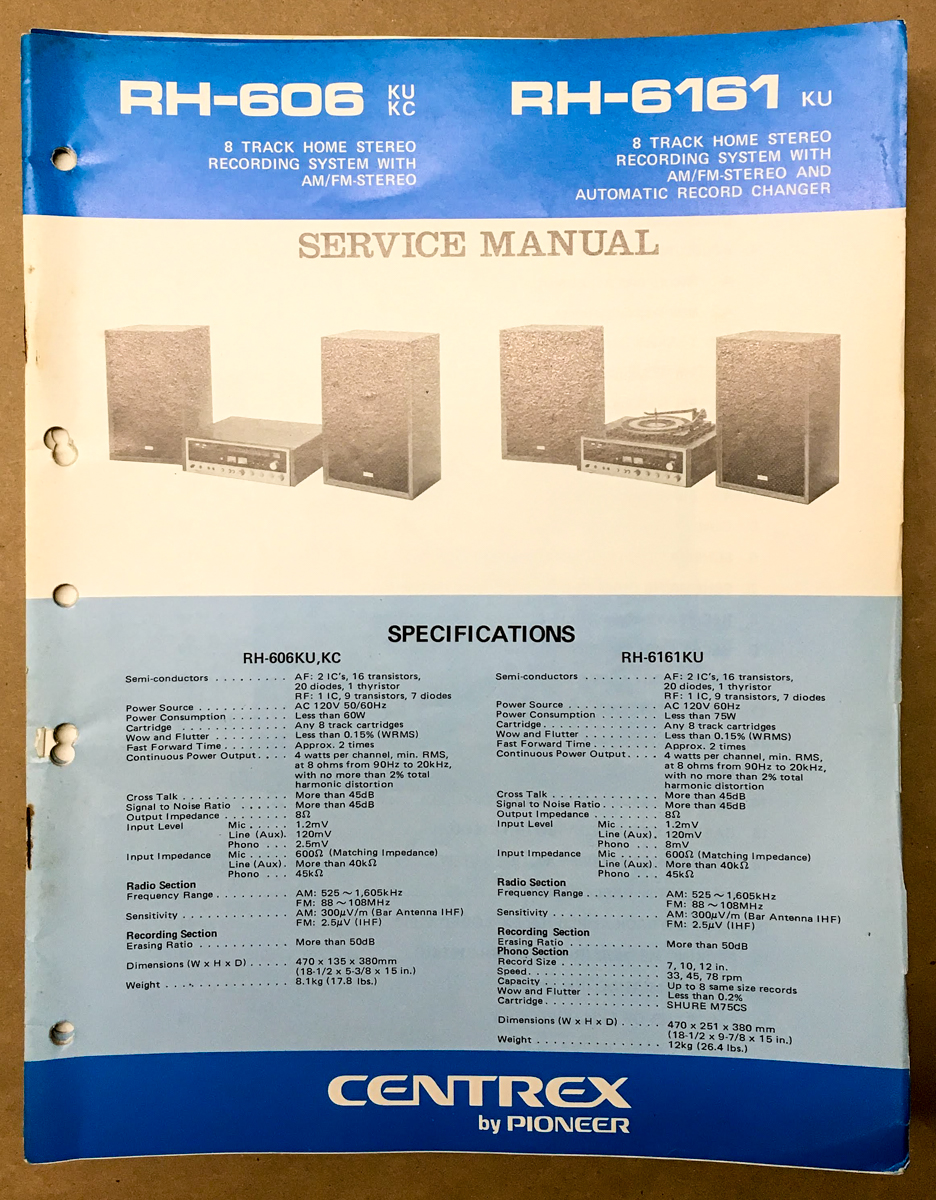 RH-606 KU KC
8 TRACK HOME STEREO
RECORDING SYSTEM WITH
AM/FM-STEREO
RH-6161 KU
8 TRACK HOME STEREO
RECORDING SYSTEM WITH
AM/FM-STEREO AND
AUTOMATIC RECORD CHANGER
SERVICE MANUAL
SPECIFICATIONS
RH-606KU,KC
Semi-conductors . . . . . . . . . AF: 2 IC's, 16 transistors,
20 diodes, 1 thyristor
RF: 1 IC, 9 transistors, 7 diodes
Power Source . . . . . . . . . . . AC 120V 50/60Hz
Power Consumption . . . . . . . Less than 60W
Cartridge . . . . . . . . . . . . . Any 8 track cartridges
Wow and Flutter . . . . . . . . . Less than 0.15% (WRMS)
Fast Forward Time . . . . . . . . Approx. 2 times
Continuous Power Output . . . . 4 watts per channel, min. RMS,
at 8 ohms from 90Hz to 20kHz,
with no more than 2% total
harmonic distortion
Cross Talk . . . . . . . . . . . . . More than 45dB
Signal to Noise Ratio . . . . . . More than 45dB
Output Impedance . . . . . . . . 8Ω
Input Level Mic . . . . . 1.2mV
Line (Aux). 120mV
Phono . . . 2.5mV
Input Impedance Mic . . . . . 600Ω (Matching Impedance)
Line (Aux). More than 40kΩ
Phono . . . 45kΩ
Radio Section
Frequency Range . . . . . . . . . AM: 525 ~ 1,605kHz
FM: 88 ~ 108MHz
Sensitivity . . . . . . . . . . . . . AM: 300μV/m (Bar Antenna IHF)
FM: 2.5μV (IHF)
Recording Section
Erasing Ratio . . . . . . . . . . . More than 50dB
Dimensions (W x H x D) . . . . . 470 x 135 x 380mm
(18-1/2 x 5-3/8 x 15 in.)
Weight . . . . . . . . . . . . . . . 8.1kg (17.8 lbs.)
RH-6161KU
Semi-conductors . . . . . . . . . AF: 2 IC's, 16 transistors,
20 diodes, 1 thyristor
RF: 1 IC, 9 transistors, 7 diodes
Power Source . . . . . . . . . . . AC 120V 60Hz
Power Consumption . . . . . . . Less than 75W
Cartridge . . . . . . . . . . . . . Any 8 track cartridges
Wow and Flutter . . . . . . . . . Less than 0.15% (WRMS)
Fast Forward Time . . . . . . . . Approx. 2 times
Continuous Power Output . . . . 4 watts per channel, min. RMS,
at 8 ohms from 90Hz to 20kHz,
with no more than 2% total
harmonic distortion
Cross Talk . . . . . . . . . . . . . More than 45dB
Signal to Noise Ratio . . . . . . . More than 45dB
Output Impedance . . . . . . . . 8Ω
Input Level Mic . . . . . 1.2mV
Line (Aux). 120mV
Phono . . . 8mV
Input Impedance Mic . . . . . 600Ω (Matching Impedance)
Line (Aux). More than 40kΩ
Phono . . . 45kΩ
Radio Section
Frequency Range . . . . . . . . . AM: 525 ~ 1,605kHz
FM: 88 ~ 108MHz
Sensitivity . . . . . . . . . . . . . AM: 300μV/m (Bar Antenna IHF)
FM: 2.5μV (IHF)
Recording Section
Erasing Ratio . . . . . . . . . . . More than 50dB
Phono Section
Record Size . . . . . . . . . . . . 7, 10, 12 in.
Speed . . . . . . . . . . . . . . . . 33, 45, 78 rpm
Capacity . . . . . . . . . . . . . . Up to 8 same size records
Wow and Flutter . . . . . . . . . Less than 0.2%
Cartridge . . . . . . . . . . . . . . SHURE M75CS
Dimensions (W x H x D) . . . . . 470 x 251 x 380 mm
(18-1/2 x 9-7/8 x 15 in.)
Weight . . . . . . . . . . . . . . . 12kg (26.4 lbs.)
CENTREX
by PIONEER